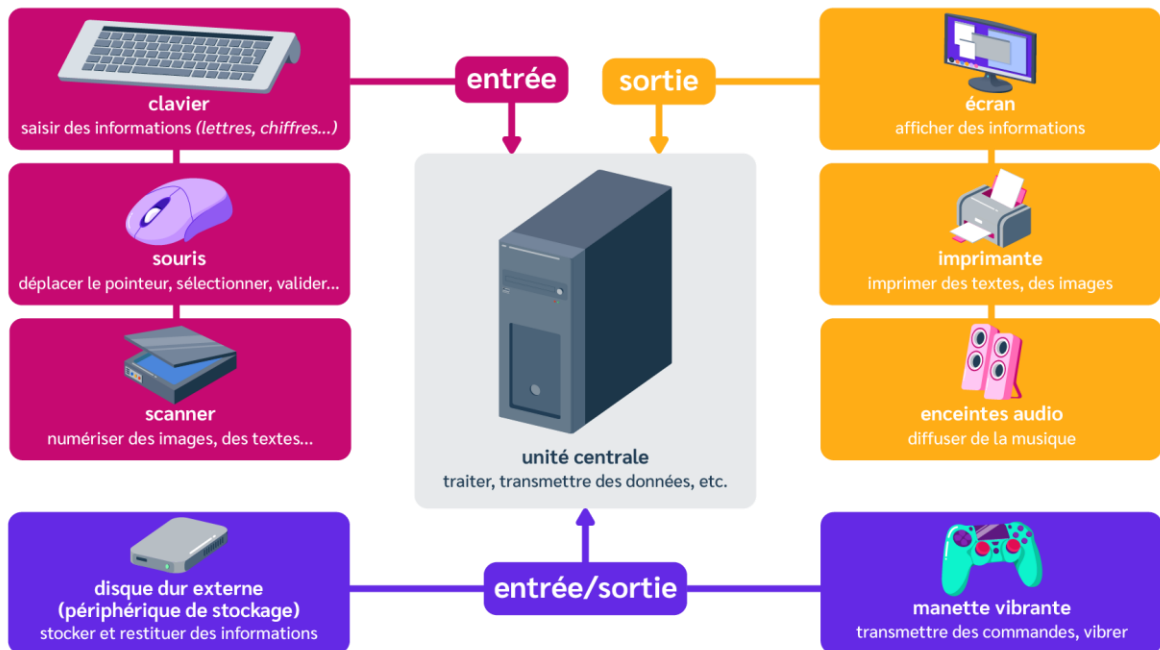 entrée
sortie
clavier
saisir des informations (lettres, chiffres...)
souris
déplacer le pointeur, sélectionner, valider...
scanner
numériser des images, des textes...
écran
afficher des informations
imprimante
imprimer des textes, des images
enceintes audio
diffuser de la musique
unité centrale
traiter, transmettre des données, etc.
entrée/sortie
disque dur externe
(périphérique de stockage)
stocker et restituer des informations
manette vibrante
transmettre des commandes, vibrer